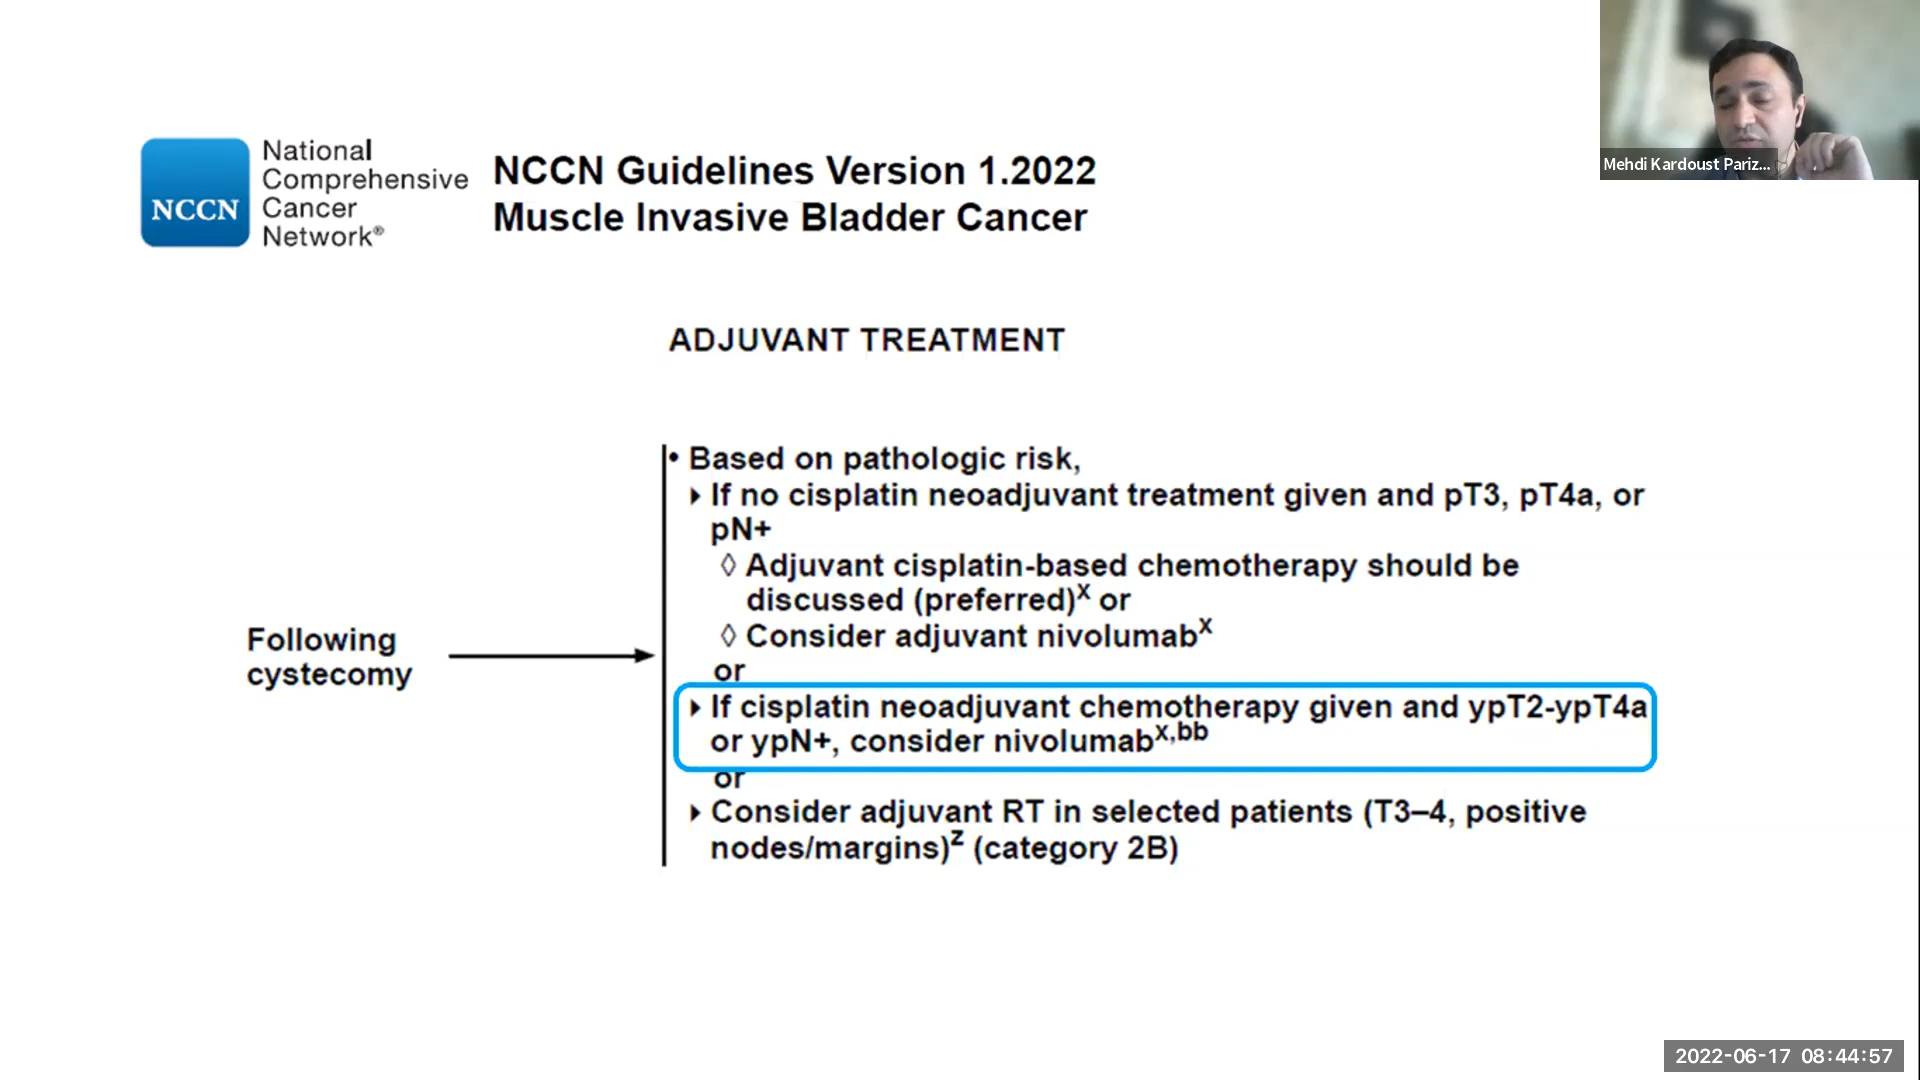 National
Comprehensive
Cancer
Network®
NCCN
NCCN Guidelines Version 1.2022
Muscle Invasive Bladder Cancer
Mehdi Kardoust Pariz...
ADJUVANT TREATMENT
Following
cystecomy
• Based on pathologic risk,
▸ If no cisplatin neoadjuvant treatment given and pT3, pT4a, or
pN+
◊ Adjuvant cisplatin-based chemotherapy should be
discussed (preferred)x or
◊ Consider adjuvant nivolumabx
or
▸ If cisplatin neoadjuvant chemotherapy given and ypT2-ypT4a
or ypN+, consider nivolumabx,bb
or
▸ Consider adjuvant RT in selected patients (T3–4, positive
nodes/margins)z (category 2B)
2022-06-17 08:44:57